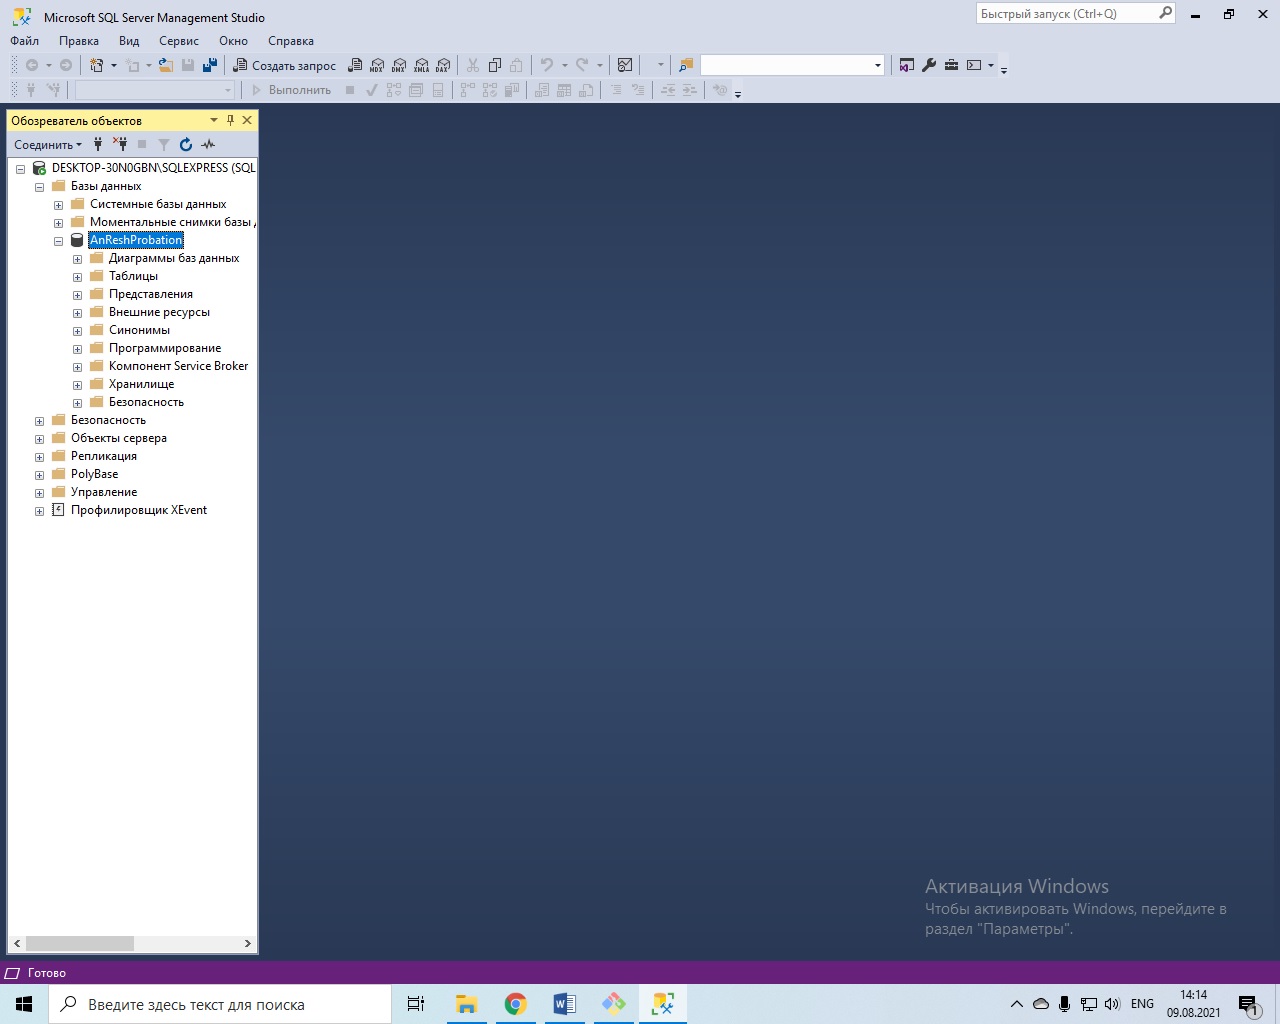 Microsoft SQL Server Management Studio
Быстрый запуск (Ctrl+Q)
Файл Правка Вид Сервис Окно Справка
Создать запрос MDX DMX XMLA DAX
Выполнить
Обозреватель объектов
Соединить
DESKTOP-30N0GBN\SQLEXPRESS (SQL
Базы данных
Системные базы данных
Моментальные снимки базы
AnReshProbation
Диаграммы баз данных
Таблицы
Представления
Внешние ресурсы
Синонимы
Программирование
Компонент Service Broker
Хранилище
Безопасность
Безопасность
Объекты сервера
Репликация
PolyBase
Управление
Профилировщик XEvent
Активация Windows
Чтобы активировать Windows, перейдите в
раздел "Параметры".
Готово
Введите здесь текст для поиска
ENG
14:14
09.08.2021
1